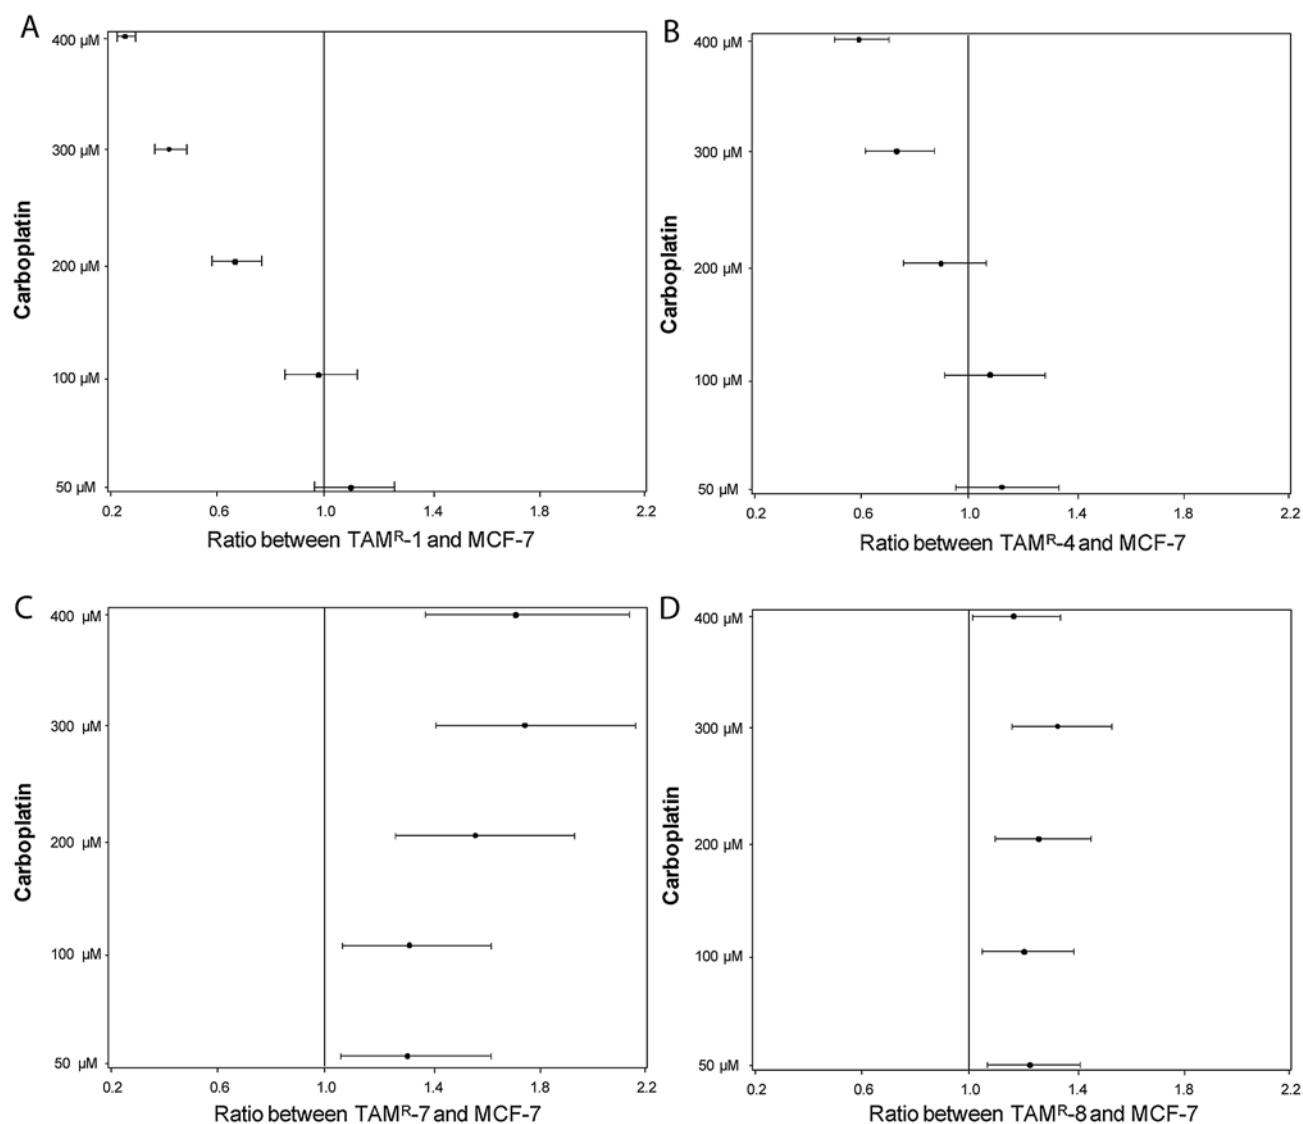 A
400 µM
300 µM
200 µM
100 µM
50 µM
Carboplatin
0.2 0.6 1.0 1.4 1.8 2.2
Ratio between TAMᴿ-1 and MCF-7
B
400 µM
300 µM
200 µM
100 µM
50 µM
Carboplatin
0.2 0.6 1.0 1.4 1.8 2.2
Ratio between TAMᴿ-4 and MCF-7
C
400 µM
300 µM
200 µM
100 µM
50 µM
Carboplatin
0.2 0.6 1.0 1.4 1.8 2.2
Ratio between TAMᴿ-7 and MCF-7
D
400 µM
300 µM
200 µM
100 µM
50 µM
Carboplatin
0.2 0.6 1.0 1.4 1.8 2.2
Ratio between TAMᴿ-8 and MCF-7